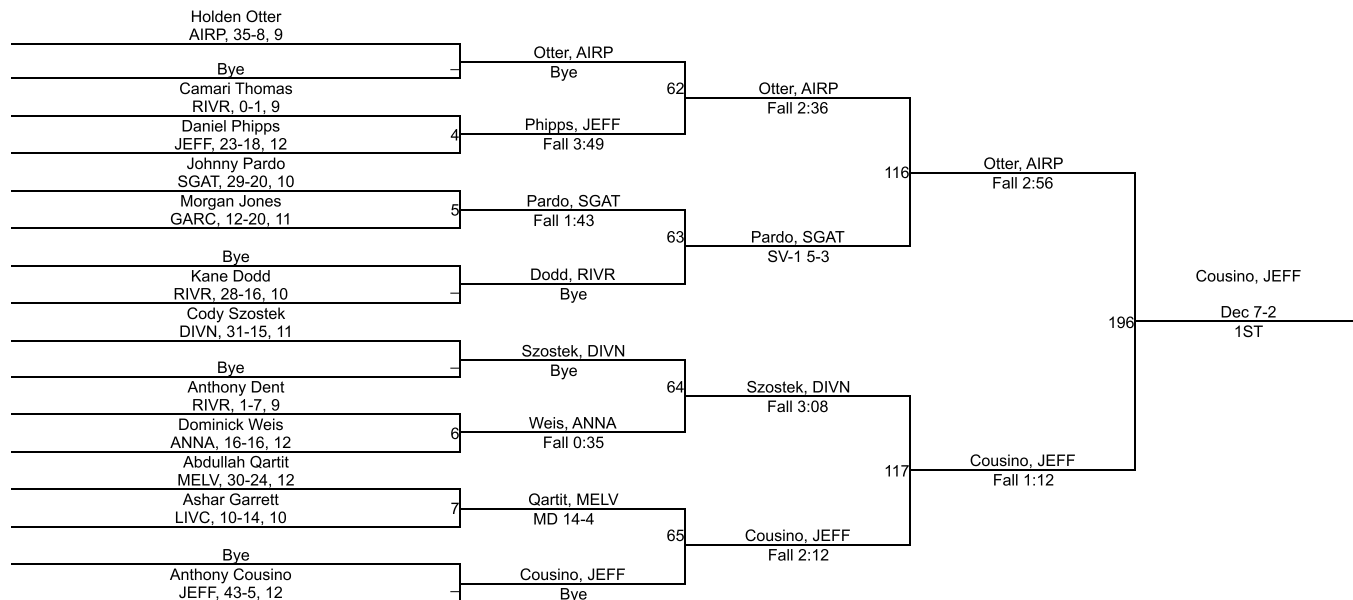 Holden Otter
AIRP, 35-8, 9
Bye
Camari Thomas
RIVR, 0-1, 9
Daniel Phipps
JEFF, 23-18, 12
4
Johnny Pardo
SGAT, 29-20, 10
Morgan Jones
GARC, 12-20, 11
5
Bye
Kane Dodd
RIVR, 28-16, 10
Cody Szostek
DIVN, 31-15, 11
Bye
Anthony Dent
RIVR, 1-7, 9
Dominick Weis
ANNA, 16-16, 12
6
Abdullah Qartit
MELV, 30-24, 12
Ashar Garrett
LIVC, 10-14, 10
7
Bye
Anthony Cousino
JEFF, 43-5, 12
Otter, AIRP
Bye
62
Phipps, JEFF
Fall 3:49
Pardo, SGAT
Fall 1:43
63
Dodd, RIVR
Bye
Szostek, DIVN
Bye
64
Weis, ANNA
Fall 0:35
Qartit, MELV
MD 14-4
65
Cousino, JEFF
Bye
Otter, AIRP
Fall 2:36
116
Pardo, SGAT
SV-1 5-3
Szostek, DIVN
Fall 3:08
117
Cousino, JEFF
Fall 2:12
Otter, AIRP
Fall 2:56
196
Cousino, JEFF
Fall 1:12
Cousino, JEFF
Dec 7-2
1ST